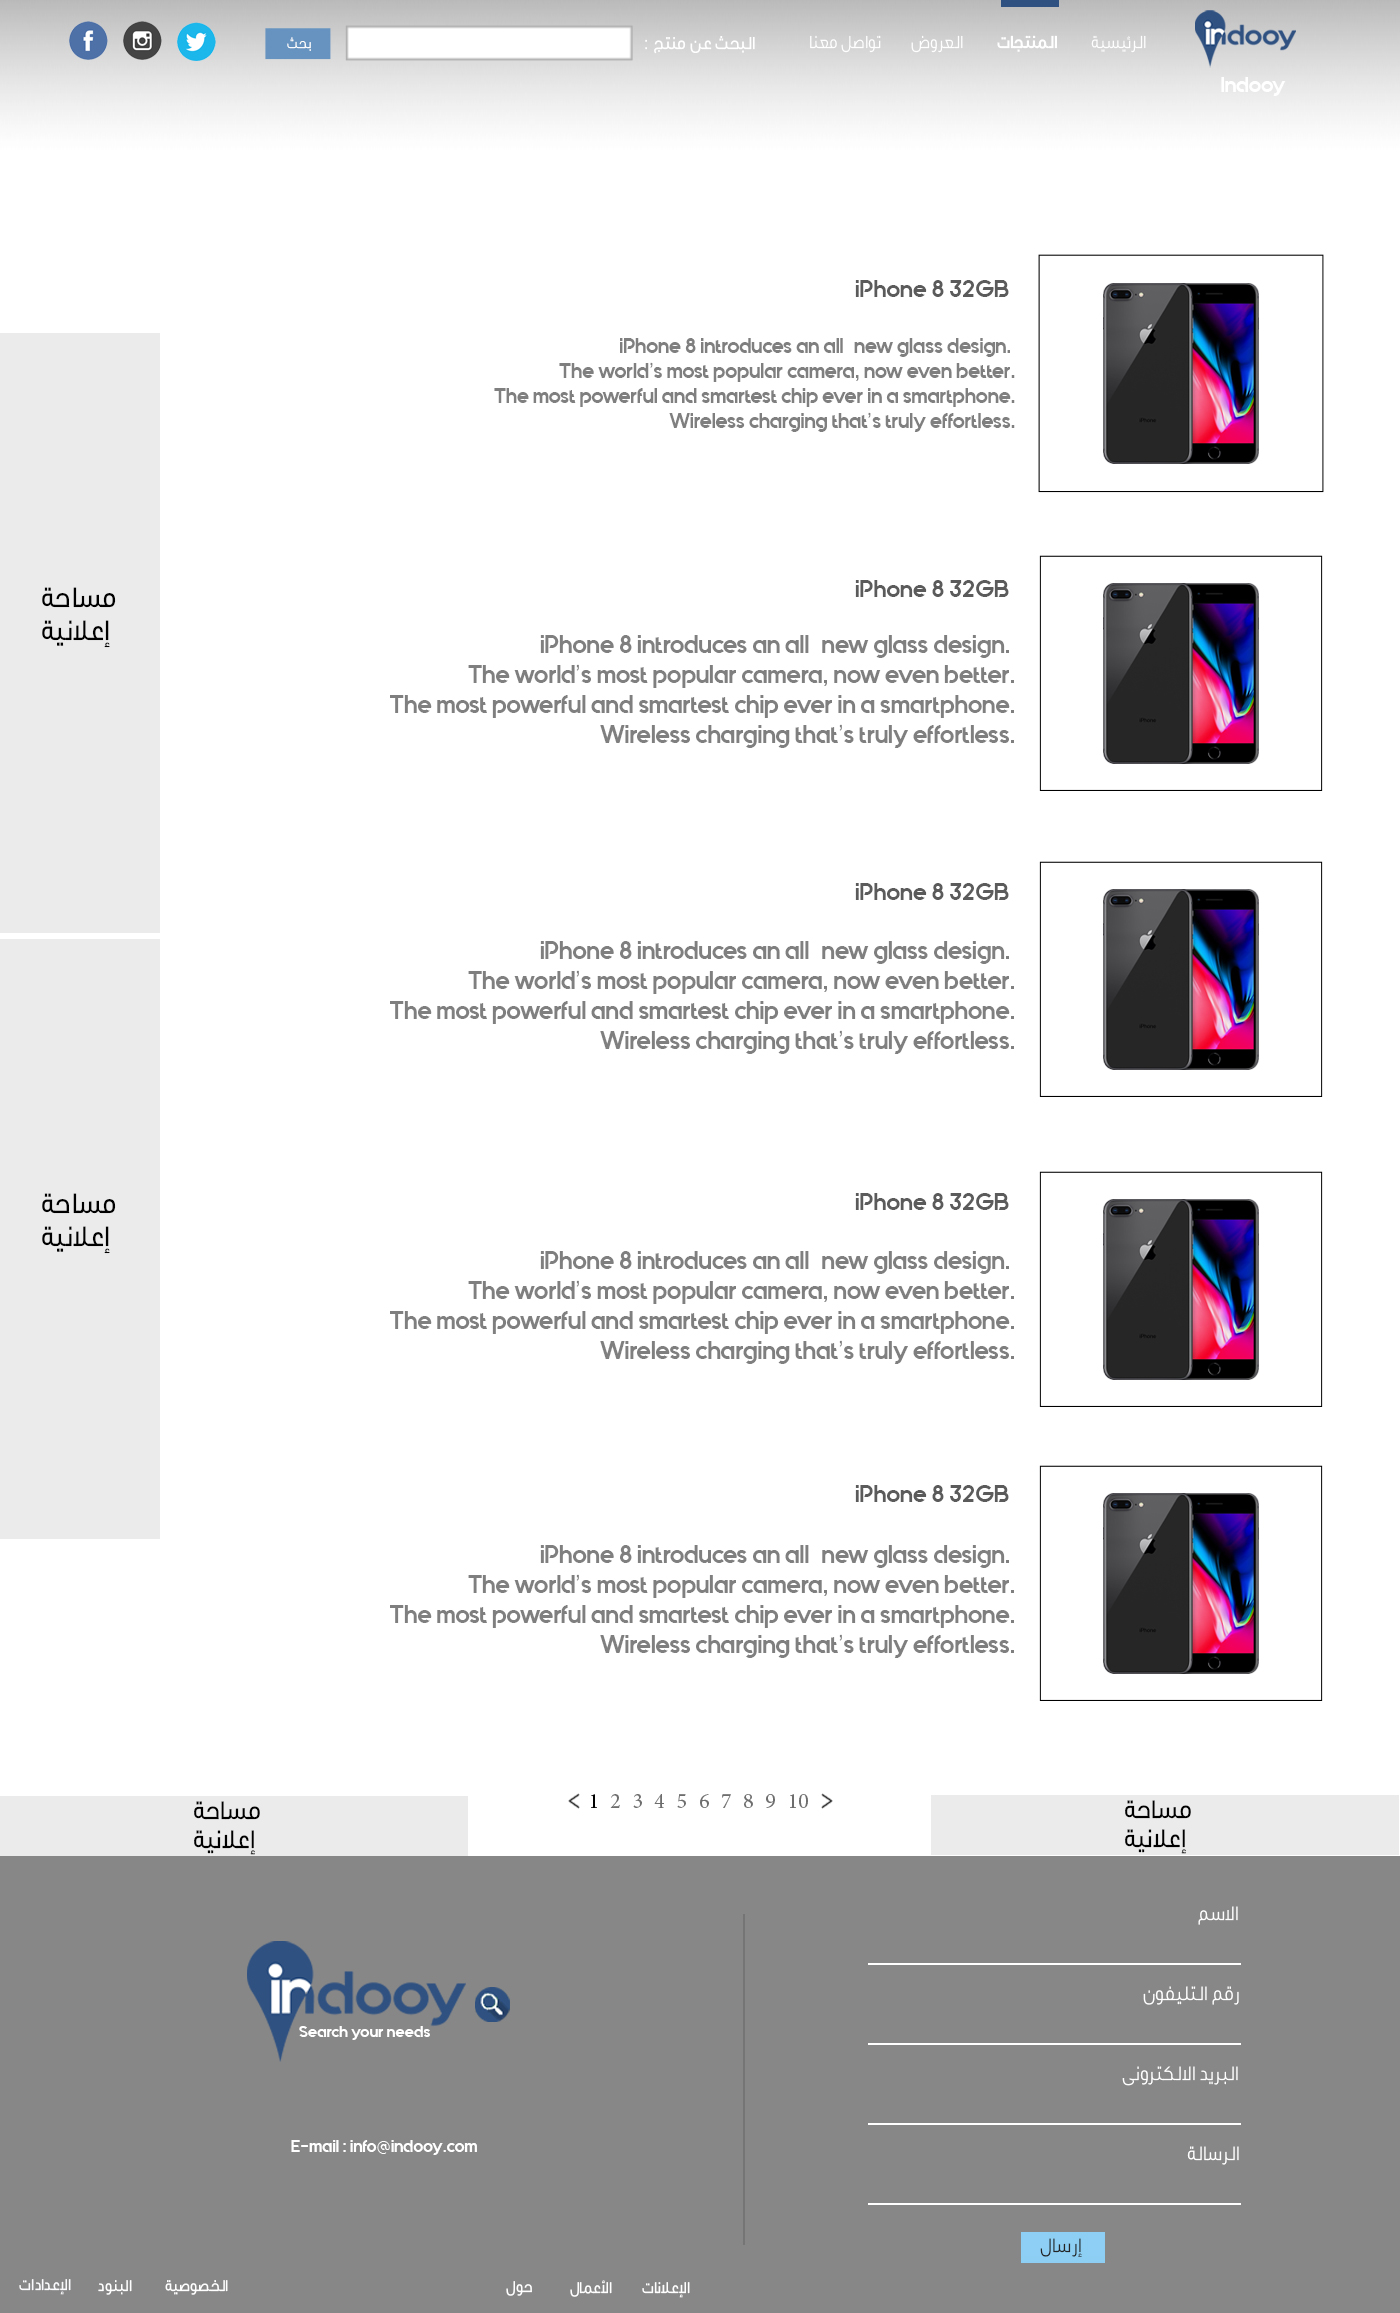 indooy
Indooy
الرئيسية
المنتجات
العروض
تواصل معنا
البحث عن منتج :
بحث
iPhone 8 32GB
iPhone 8 introduces an all new glass design.
The world's most popular camera, now even better.
The most powerful and smartest chip ever in a smartphone.
Wireless charging that's truly effortless.
مساحة
إعلانية
iPhone 8 32GB
iPhone 8 introduces an all new glass design.
The world's most popular camera, now even better.
The most powerful and smartest chip ever in a smartphone.
Wireless charging that's truly effortless.
iPhone 8 32GB
iPhone 8 introduces an all new glass design.
The world's most popular camera, now even better.
The most powerful and smartest chip ever in a smartphone.
Wireless charging that's truly effortless.
مساحة
إعلانية
iPhone 8 32GB
iPhone 8 introduces an all new glass design.
The world's most popular camera, now even better.
The most powerful and smartest chip ever in a smartphone.
Wireless charging that's truly effortless.
iPhone 8 32GB
iPhone 8 introduces an all new glass design.
The world's most popular camera, now even better.
The most powerful and smartest chip ever in a smartphone.
Wireless charging that's truly effortless.
< 1 2 3 4 5 6 7 8 9 10 >
مساحة
إعلانية
مساحة
إعلانية
الاسم
رقم التليفون
البريد الالكترونى
الرسالة
إرسال
indooy
Search your needs
E-mail : info@indooy.com
الإعلانات
الأعمال
حول
الخصوصية
البنود
الإعدادات